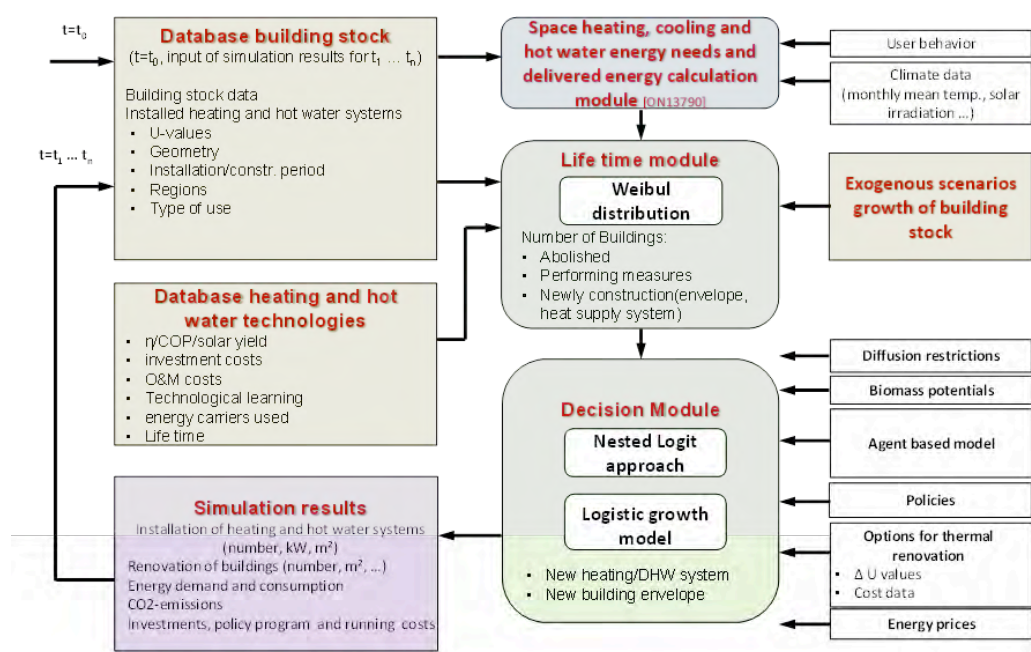 t=t0
Database building stock
(t=t0, input of simulation results for t1 ... tn)
Building stock data
Installed heating and hot water systems
▪ U-values
▪ Geometry
▪ Installation/constr. period
▪ Regions
▪ Type of use
t=t1 ... tn
Database heating and hot
water technologies
▪ η/COP/solar yield
▪ investment costs
▪ O&M costs
▪ Technological learning
▪ energy carriers used
▪ Life time
Simulation results
Installation of heating and hot water systems
(number, kW, m²)
Renovation of buildings (number, m², ...)
Energy demand and consumption
CO2-emissions
Investments, policy program and running costs
Space heating, cooling and
hot water energy needs and
delivered energy calculation
module [ON13790]
Life time module
Weibul
distribution
Number of Buildings:
▪ Abolished
▪ Performing measures
▪ Newly construction(envelope,
heat supply system)
Decision Module
Nested Logit
approach
Logistic growth
model
▪ New heating/DHW system
▪ New building envelope
User behavior
Climate data
(monthly mean temp., solar
irradiation ...)
Exogenous scenarios
growth of building
stock
Diffusion restrictions
Biomass potentials
Agent based model
Policies
Options for thermal
renovation
▪ Δ U values
▪ Cost data
Energy prices